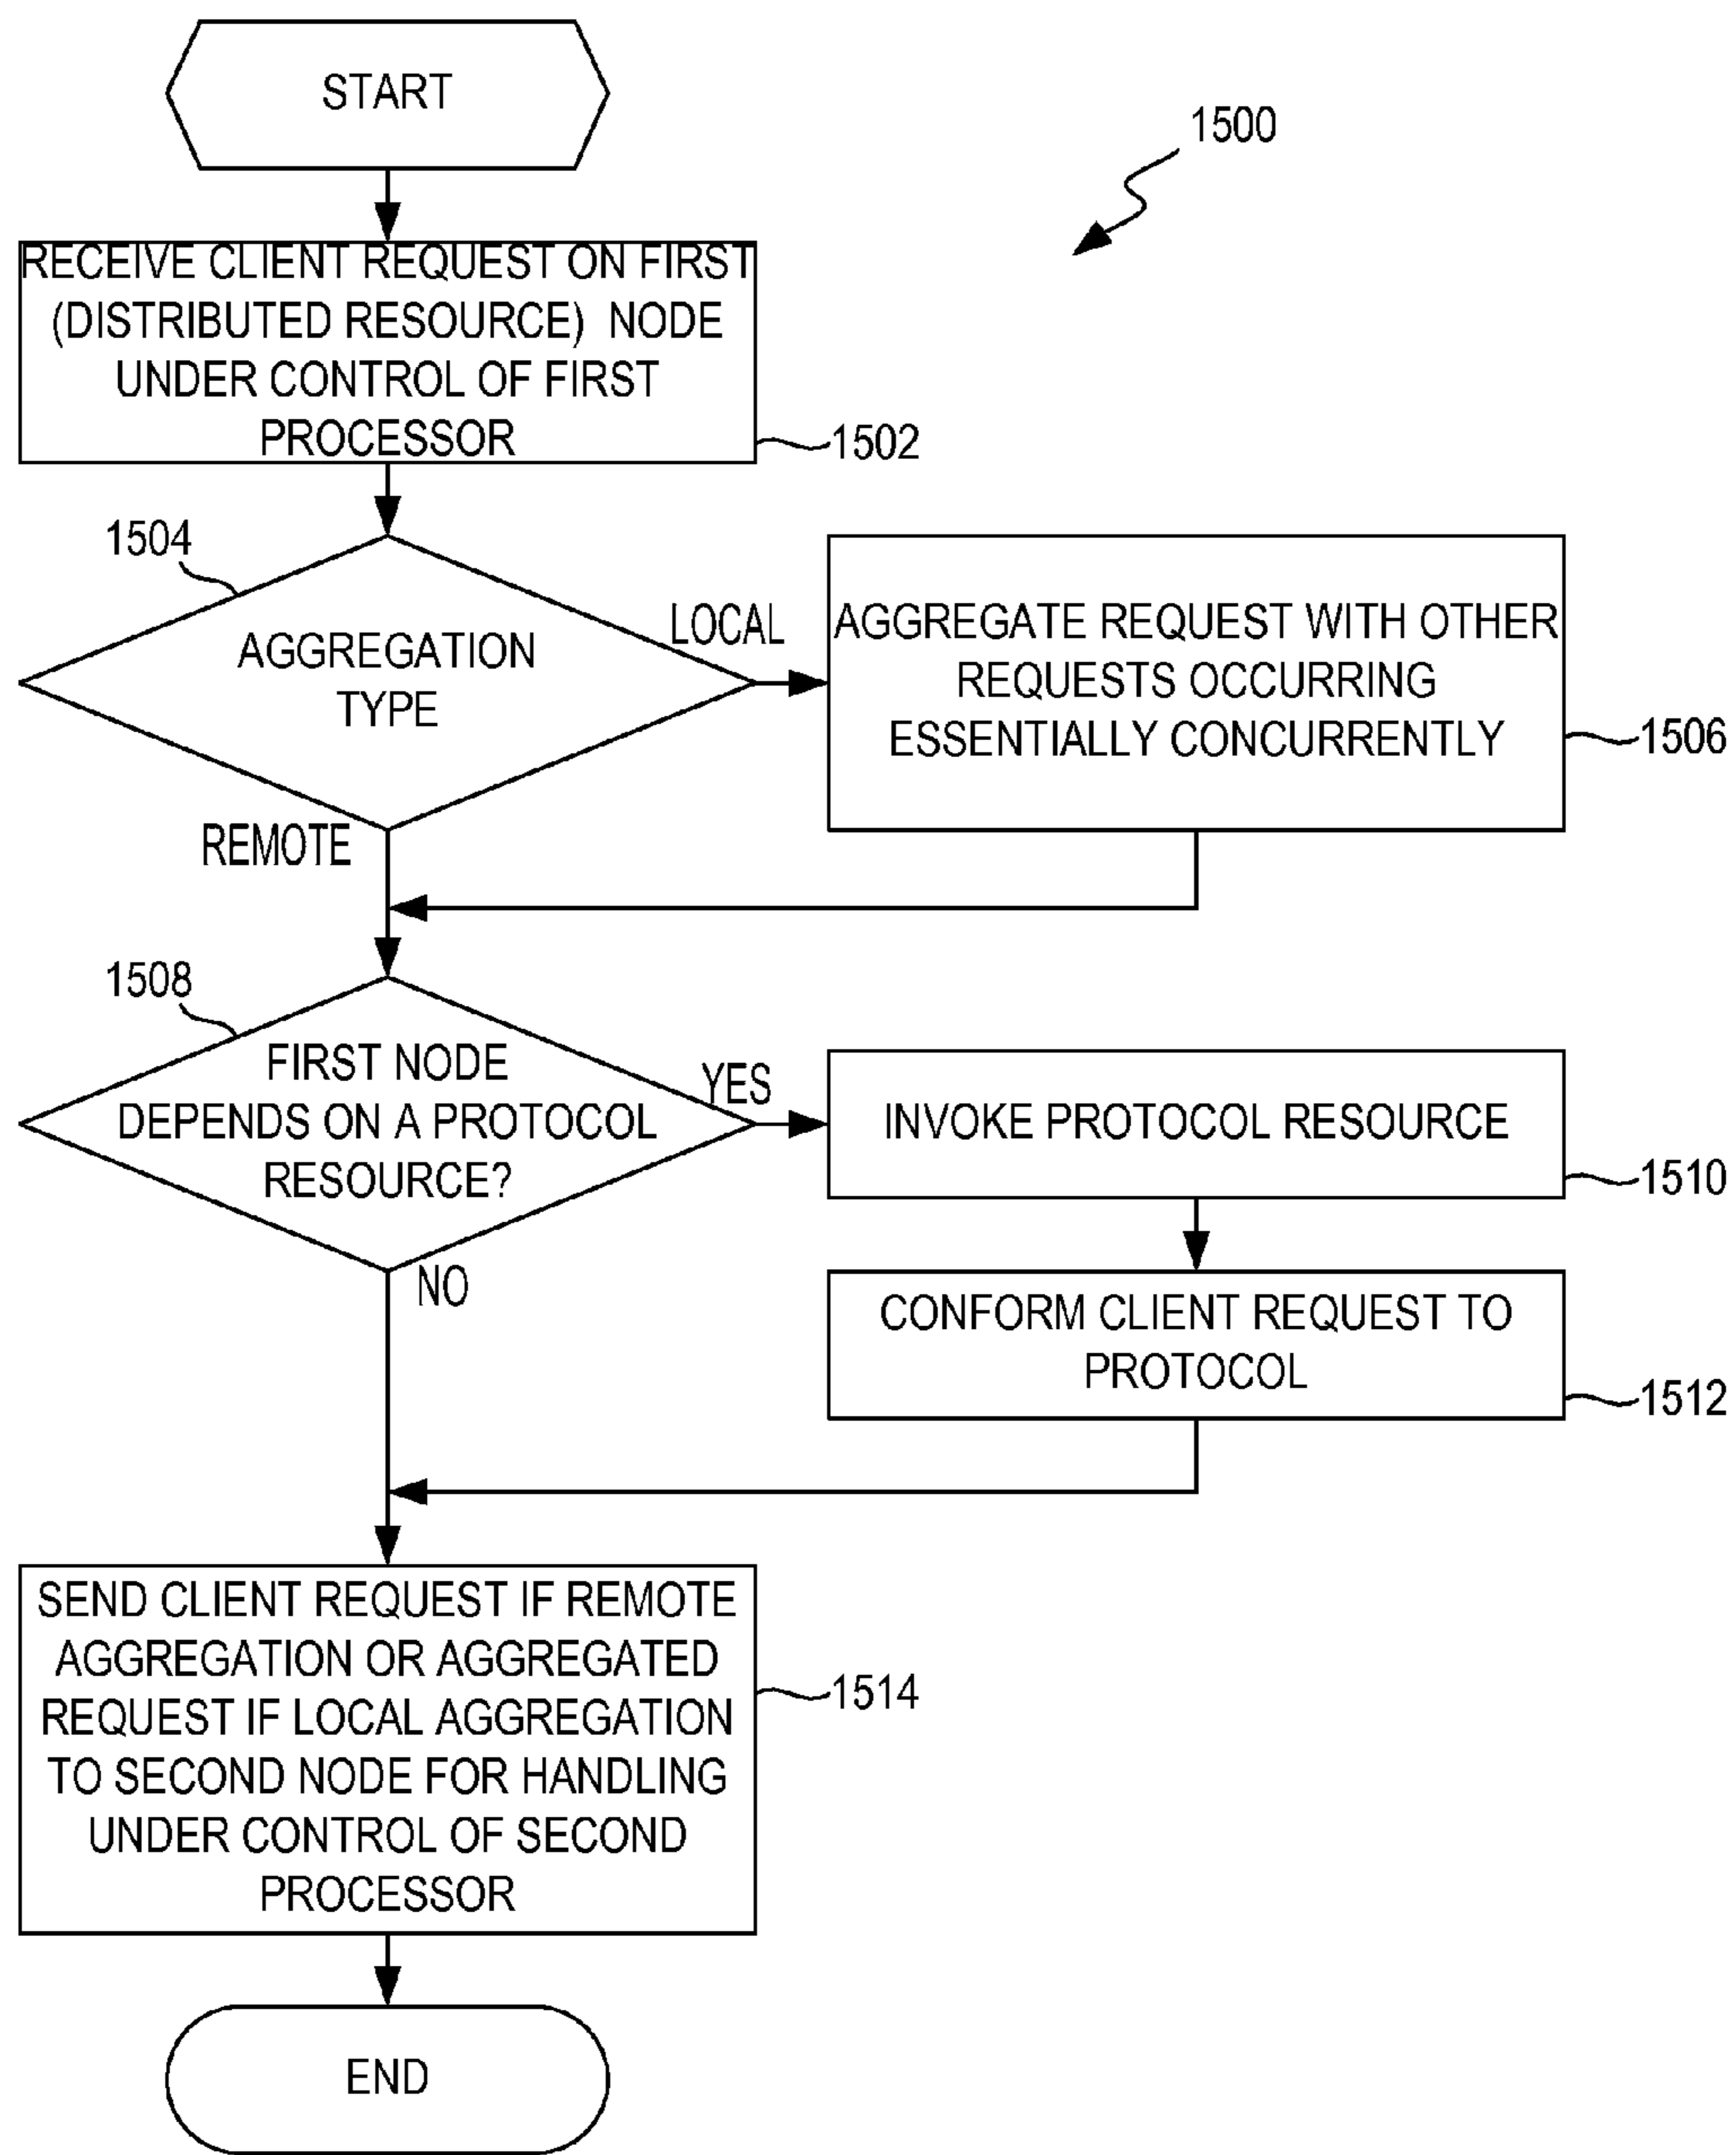 START
1500
RECEIVE CLIENT REQUEST ON FIRST
(DISTRIBUTED RESOURCE) NODE
UNDER CONTROL OF FIRST
PROCESSOR
1502
1504
AGGREGATION
TYPE
LOCAL
AGGREGATE REQUEST WITH OTHER
REQUESTS OCCURRING
ESSENTIALLY CONCURRENTLY
1506
REMOTE
1508
FIRST NODE
DEPENDS ON A PROTOCOL
RESOURCE?
YES
INVOKE PROTOCOL RESOURCE
1510
NO
CONFORM CLIENT REQUEST TO
PROTOCOL
1512
SEND CLIENT REQUEST IF REMOTE
AGGREGATION OR AGGREGATED
REQUEST IF LOCAL AGGREGATION
TO SECOND NODE FOR HANDLING
UNDER CONTROL OF SECOND
PROCESSOR
1514
END